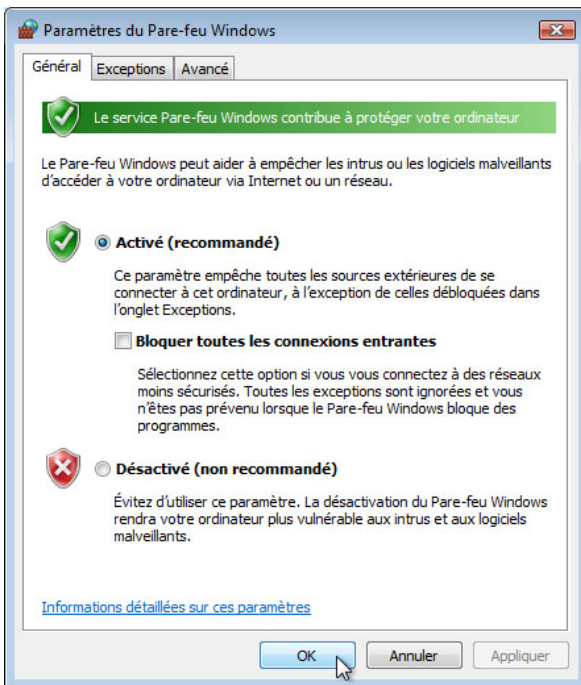 Paramètres du Pare-feu Windows
Général Exceptions Avancé
Le service Pare-feu Windows contribue à protéger votre ordinateur
Le Pare-feu Windows peut aider à empêcher les intrus ou les logiciels malveillants
d'accéder à votre ordinateur via Internet ou un réseau.
Activé (recommandé)
Ce paramètre empêche toutes les sources extérieures de se
connecter à cet ordinateur, à l'exception de celles débloquées dans
l'onglet Exceptions.
Bloquer toutes les connexions entrantes
Sélectionnez cette option si vous vous connectez à des réseaux
moins sécurisés. Toutes les exceptions sont ignorées et vous
n'êtes pas prévenu lorsque le Pare-feu Windows bloque des
programmes.
Désactivé (non recommandé)
Évitez d'utiliser ce paramètre. La désactivation du Pare-feu Windows
rendra votre ordinateur plus vulnérable aux intrus et aux logiciels
malveillants.
Informations détaillées sur ces paramètres
OK Annuler Appliquer